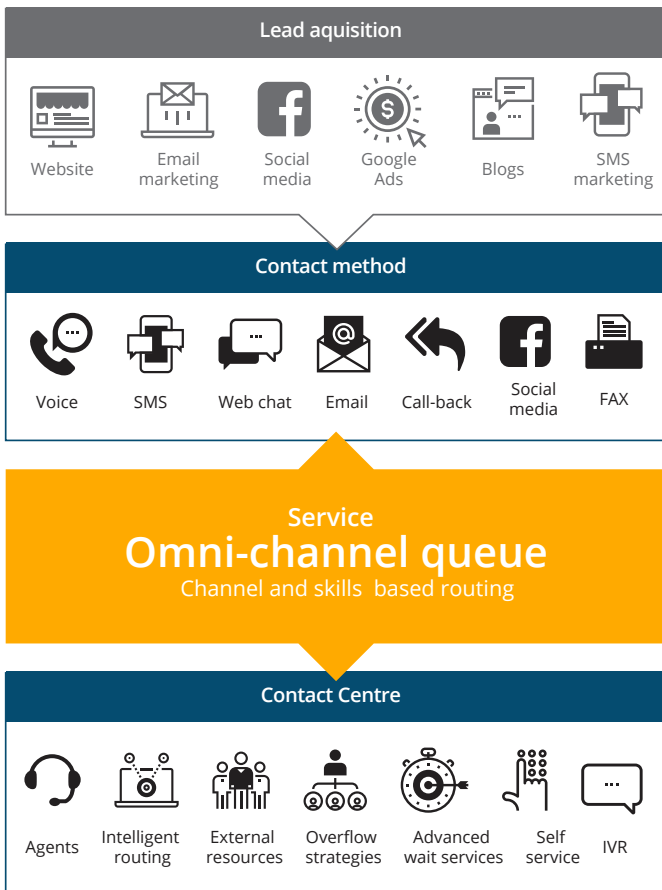 Lead aquisition
Website
Email
marketing
Social
media
Google
Ads
Blogs
SMS
marketing
Contact method
Voice
SMS
Web chat
Email
Call-back
Social
media
FAX
Service
Omni-channel queue
Channel and skills based routing
Contact Centre
Agents
Intelligent
routing
External
resources
Overflow
strategies
Advanced
wait services
Self
service
IVR